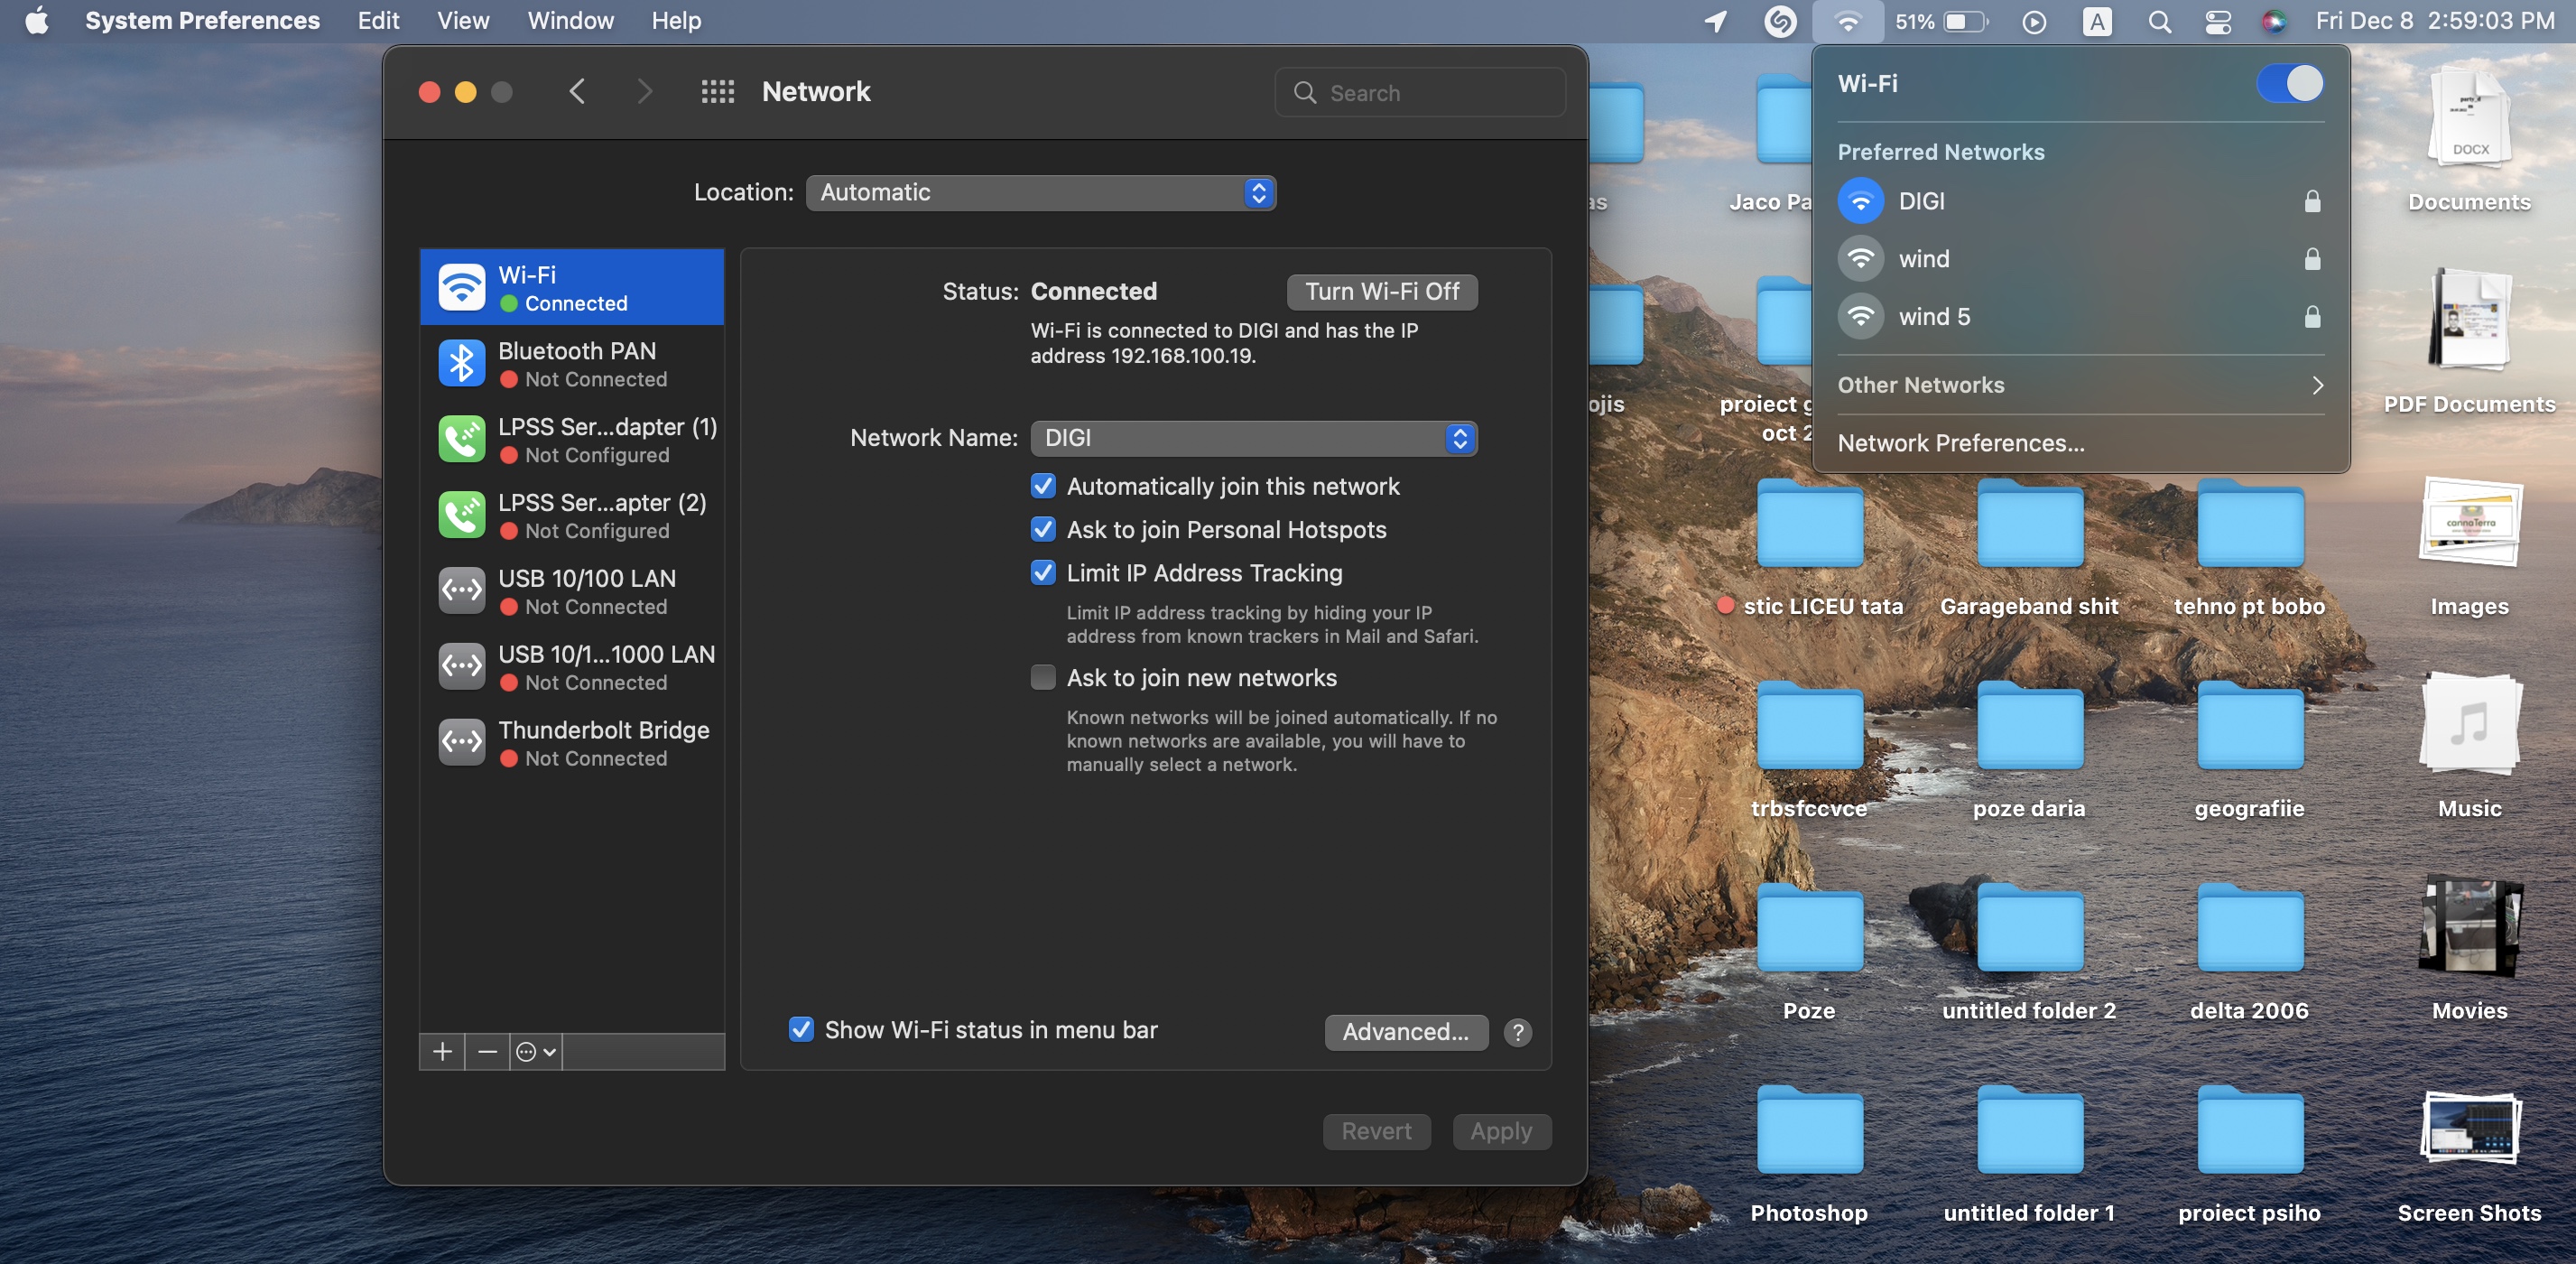 System Preferences Edit View Window Help
51% A Fri Dec 8 2:59:03 PM
Network
Search
Location: Automatic
Wi-Fi
Connected
Bluetooth PAN
Not Connected
LPSS Ser...dapter (1)
Not Configured
LPSS Ser...apter (2)
Not Configured
USB 10/100 LAN
Not Connected
USB 10/1...1000 LAN
Not Connected
Thunderbolt Bridge
Not Connected
Status: Connected
Turn Wi-Fi Off
Wi-Fi is connected to DIGI and has the IP
address 192.168.100.19.
Network Name: DIGI
Automatically join this network
Ask to join Personal Hotspots
Limit IP Address Tracking
Limit IP address tracking by hiding your IP
address from known trackers in Mail and Safari.
Ask to join new networks
Known networks will be joined automatically. If no
known networks are available, you will have to
manually select a network.
Show Wi-Fi status in menu bar
Advanced...
?
Revert
Apply
Wi-Fi
Preferred Networks
DIGI
wind
wind 5
Other Networks
Network Preferences...
as
Jaco Pa
DOCX
Documents
ojis
proiect g
oct 2
PDF Documents
stic LICEU tata
Garageband shit
tehno pt bobo
cannaTerra
Images
trbsfccvce
poze daria
geografiie
Music
Poze
untitled folder 2
delta 2006
Movies
Photoshop
untitled folder 1
proiect psiho
Screen Shots